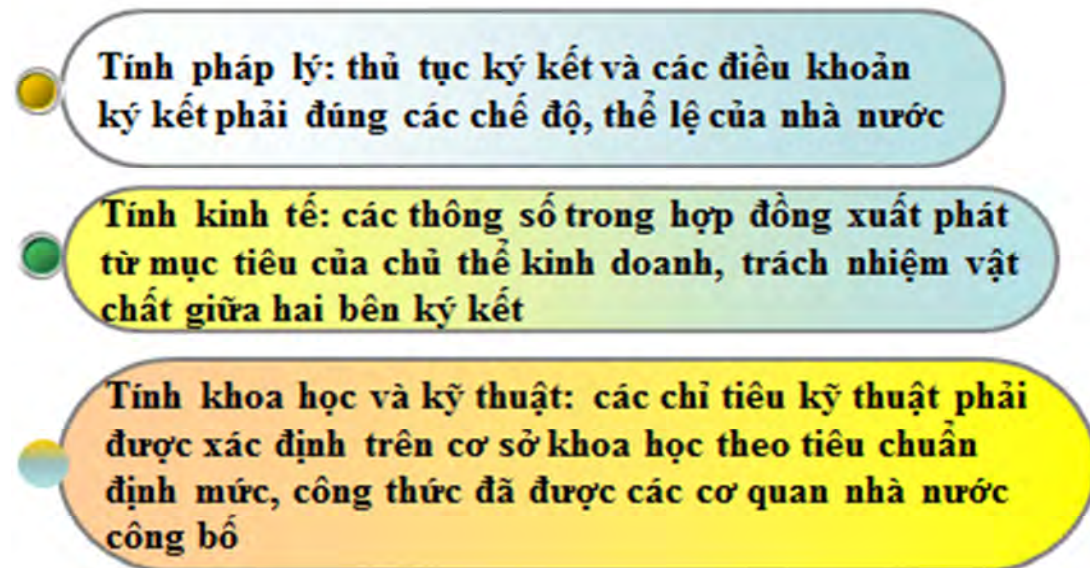 Tính pháp lý: thủ tục ký kết và các điều khoản
ký kết phải đúng các chế độ, thể lệ của nhà nước
Tính kinh tế: các thông số trong hợp đồng xuất phát
từ mục tiêu của chủ thể kinh doanh, trách nhiệm vật
chất giữa hai bên ký kết
Tính khoa học và kỹ thuật: các chỉ tiêu kỹ thuật phải
được xác định trên cơ sở khoa học theo tiêu chuẩn
định mức, công thức đã được các cơ quan nhà nước
công bố